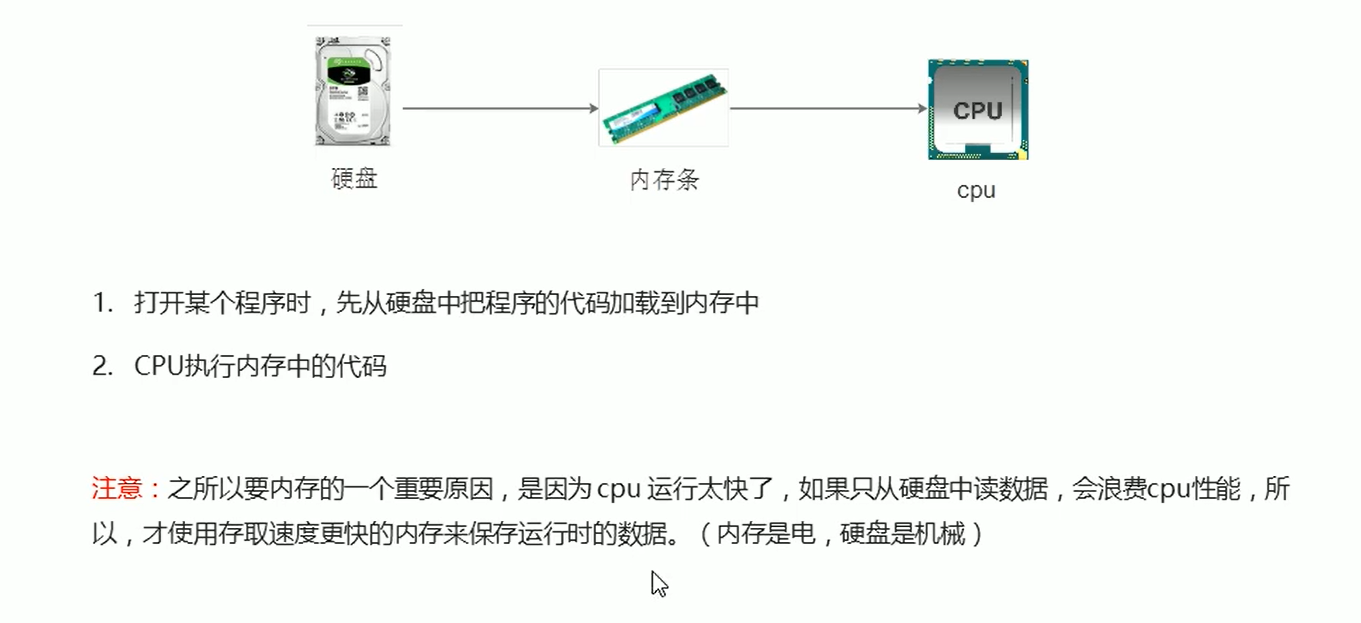 CPU
硬盘
内存条
cpu
1. 打开某个程序时，先从硬盘中把程序的代码加载到内存中
2. CPU执行内存中的代码
注意：之所以要内存的一个重要原因，是因为 cpu 运行太快了，如果只从硬盘中读数据，会浪费cpu性能，所
以，才使用存取速度更快的内存来保存运行时的数据。（内存是电，硬盘是机械）